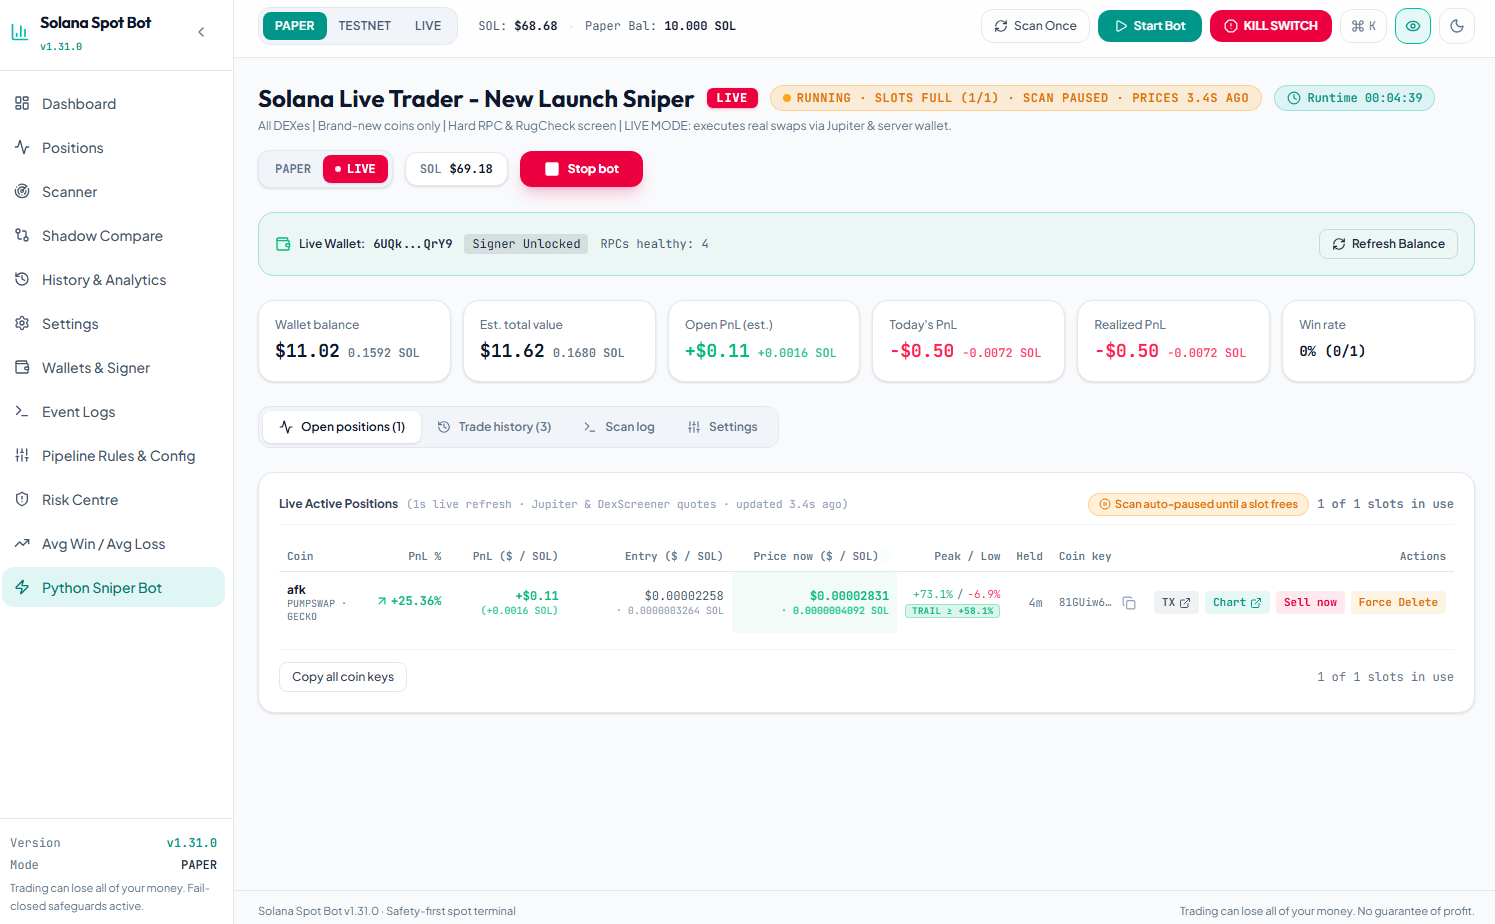 Solana Spot Bot
v1.31.0
PAPER TESTNET LIVE SOL: $68.68 · Paper Bal: 10.000 SOL Scan Once Start Bot KILL SWITCH ⌘ K
Dashboard
Positions
Scanner
Shadow Compare
History & Analytics
Settings
Wallets & Signer
Event Logs
Pipeline Rules & Config
Risk Centre
Avg Win / Avg Loss
Python Sniper Bot
Version v1.31.0
Mode PAPER
Trading can lose all of your money. Fail-
closed safeguards active.
Solana Live Trader - New Launch Sniper LIVE RUNNING · SLOTS FULL (1/1) · SCAN PAUSED · PRICES 3.4S AGO Runtime 00:04:39
All DEXes | Brand-new coins only | Hard RPC & RugCheck screen | LIVE MODE: executes real swaps via Jupiter & server wallet.
PAPER LIVE SOL $69.18 Stop bot
Live Wallet: 6UQk...QrY9 Signer Unlocked RPCs healthy: 4 Refresh Balance
Wallet balance
$11.02 0.1592 SOL
Est. total value
$11.62 0.1680 SOL
Open PnL (est.)
+$0.11 +0.0016 SOL
Today's PnL
-$0.50 -0.0072 SOL
Realized PnL
-$0.50 -0.0072 SOL
Win rate
0% (0/1)
Open positions (1) Trade history (3) Scan log Settings
Live Active Positions (1s live refresh · Jupiter & DexScreener quotes · updated 3.4s ago) Scan auto-paused until a slot frees 1 of 1 slots in use
Coin PnL % PnL ($ / SOL) Entry ($ / SOL) Price now ($ / SOL) Peak / Low Held Coin key Actions
afk
PUMPSWAP ·
GECKO
+25.36%
+$0.11
(+0.0016 SOL)
$0.00002258
· 0.0000003264 SOL
$0.00002831
· 0.0000004092 SOL
+73.1% / -6.9%
TRAIL ≥ +58.1%
4m 81GUiw6… TX Chart Sell now Force Delete
Copy all coin keys 1 of 1 slots in use
Solana Spot Bot v1.31.0 · Safety-first spot terminal Trading can lose all of your money. No guarantee of profit.